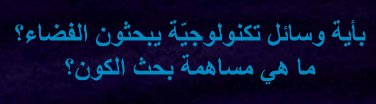 بأية وسائل تكنولوجيّة يبحثون الفضاء؟
ما هي مساهمة بحث الكون؟